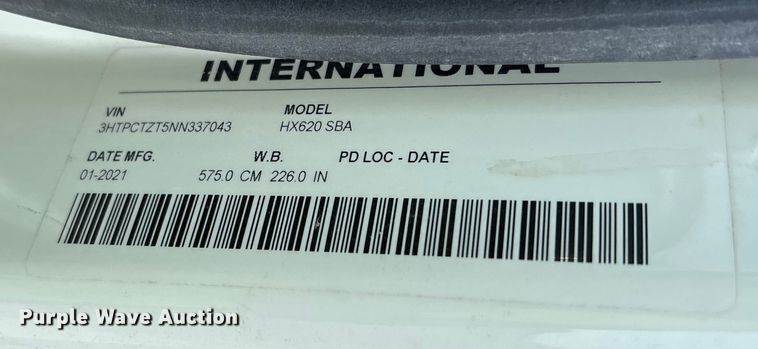 INTERNATIONAL
VIN MODEL
3HTPCTZT5NN337043 HX620 SBA
DATE MFG. W.B. PD LOC - DATE
01-2021 575.0 CM 226.0 IN
Purple Wave Auction